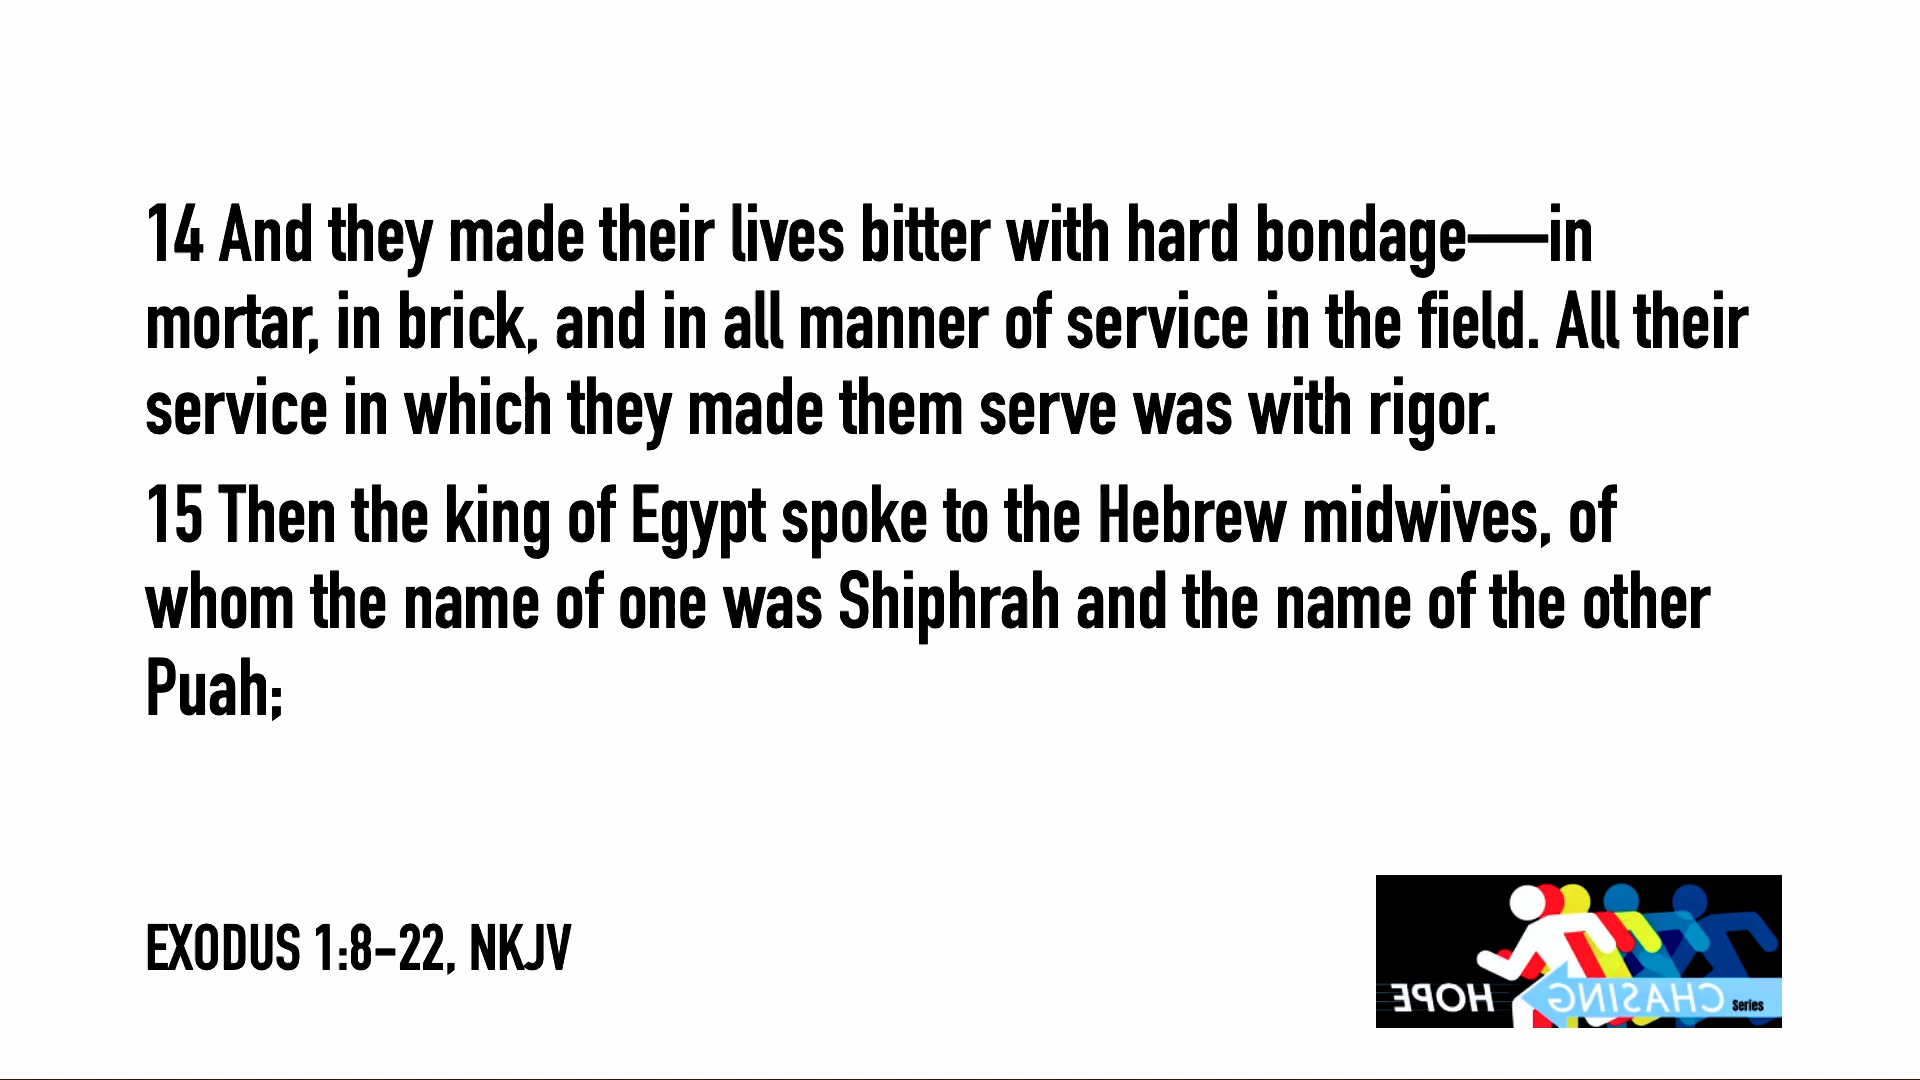 14 And they made their lives bitter with hard bondage—in
mortar, in brick, and in all manner of service in the field. All their
service in which they made them serve was with rigor.
15 Then the king of Egypt spoke to the Hebrew midwives, of
whom the name of one was Shiphrah and the name of the other
Puah;
EXODUS 1:8-22, NKJV
HOPE CHASING Series